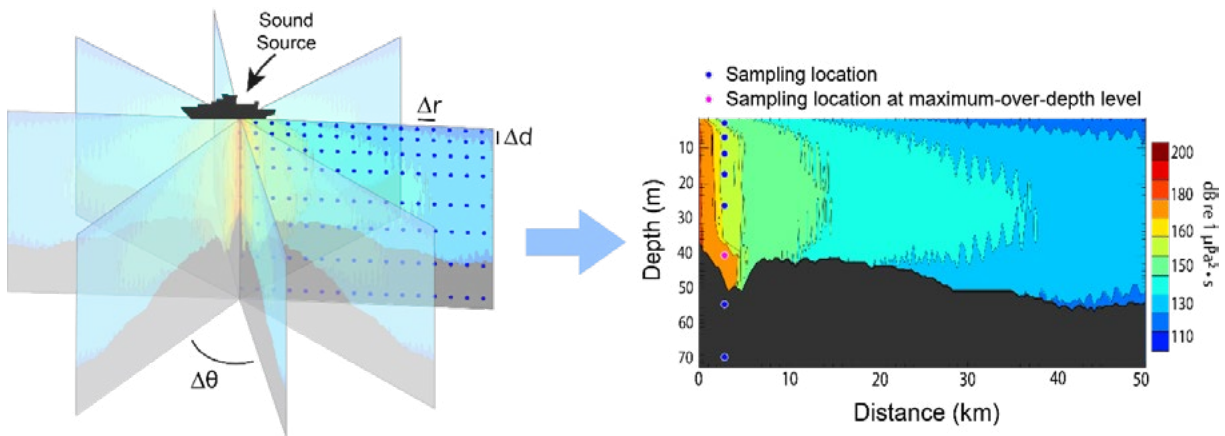 Sound
Source
Δr
Δd
Δθ
Sampling location
Sampling location at maximum-over-depth level
Depth (m)
10
20
30
40
50
60
70
0
10
20
30
40
50
Distance (km)
200
180
160
150
130
110
dB re 1 µPa²·s